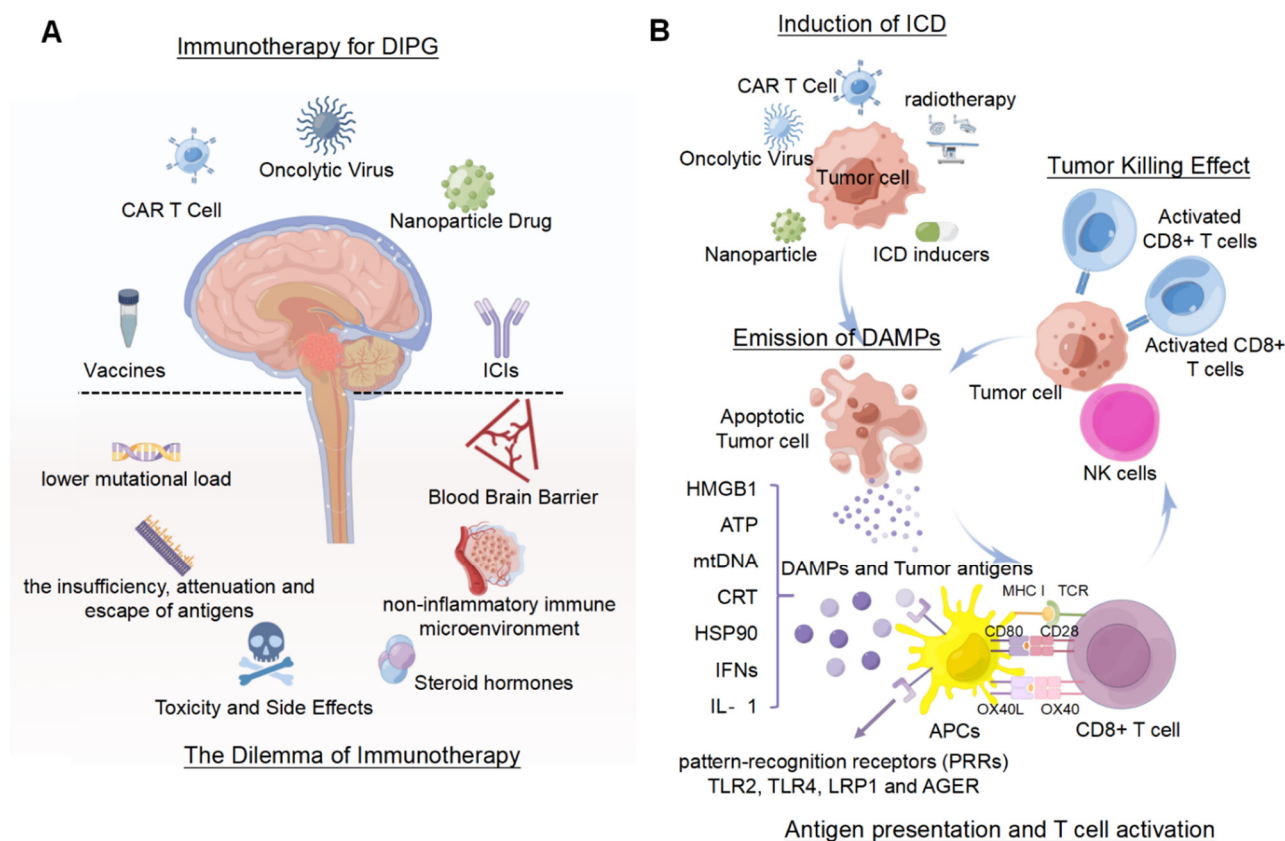 A
Immunotherapy for DIPG
Oncolytic Virus
CAR T Cell
Nanoparticle Drug
Vaccines
ICIs
lower mutational load
Blood Brain Barrier
the insufficiency, attenuation and
escape of antigens
non-inflammatory immune
microenvironment
Steroid hormones
Toxicity and Side Effects
The Dilemma of Immunotherapy
B
Induction of ICD
CAR T Cell
radiotherapy
Oncolytic Virus
Tumor cell
Nanoparticle
ICD inducers
Tumor Killing Effect
Activated
CD8+ T cells
Activated CD8+
T cells
Tumor cell
NK cells
Emission of DAMPs
Apoptotic
Tumor cell
HMGB1
ATP
mtDNA
CRT
HSP90
IFNs
IL- 1
DAMPs and Tumor antigens
MHC I
TCR
CD80
CD28
OX40L
OX40
APCs
CD8+ T cell
pattern-recognition receptors (PRRs)
TLR2, TLR4, LRP1 and AGER
Antigen presentation and T cell activation